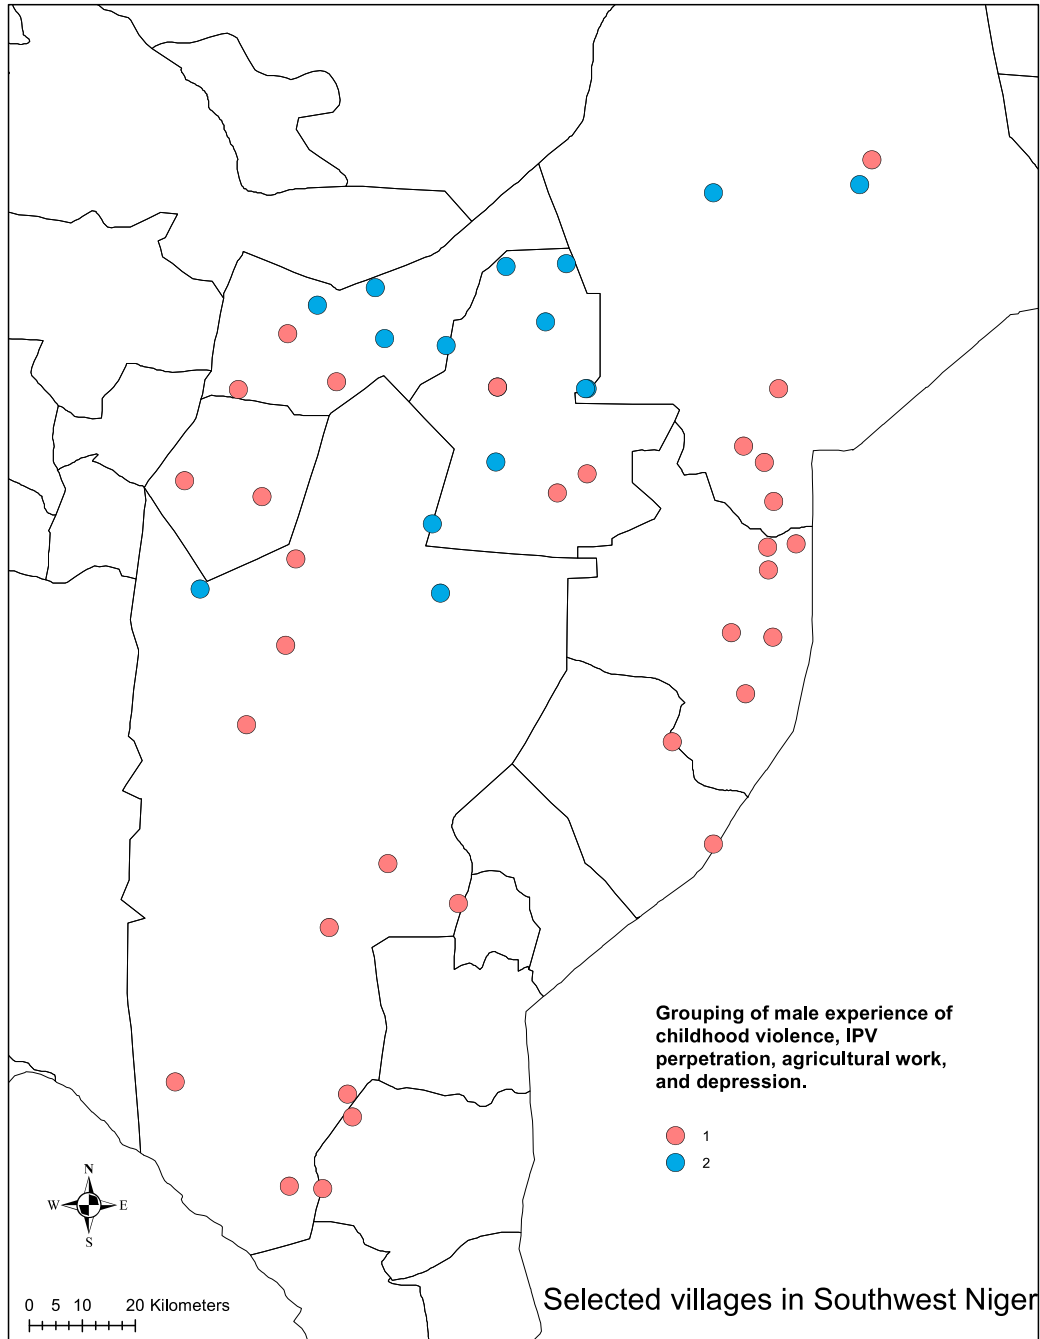 Grouping of male experience of
childhood violence, IPV
perpetration, agricultural work,
and depression.
1
2
N
W E
S
0 5 10 20 Kilometers
Selected villages in Southwest Niger